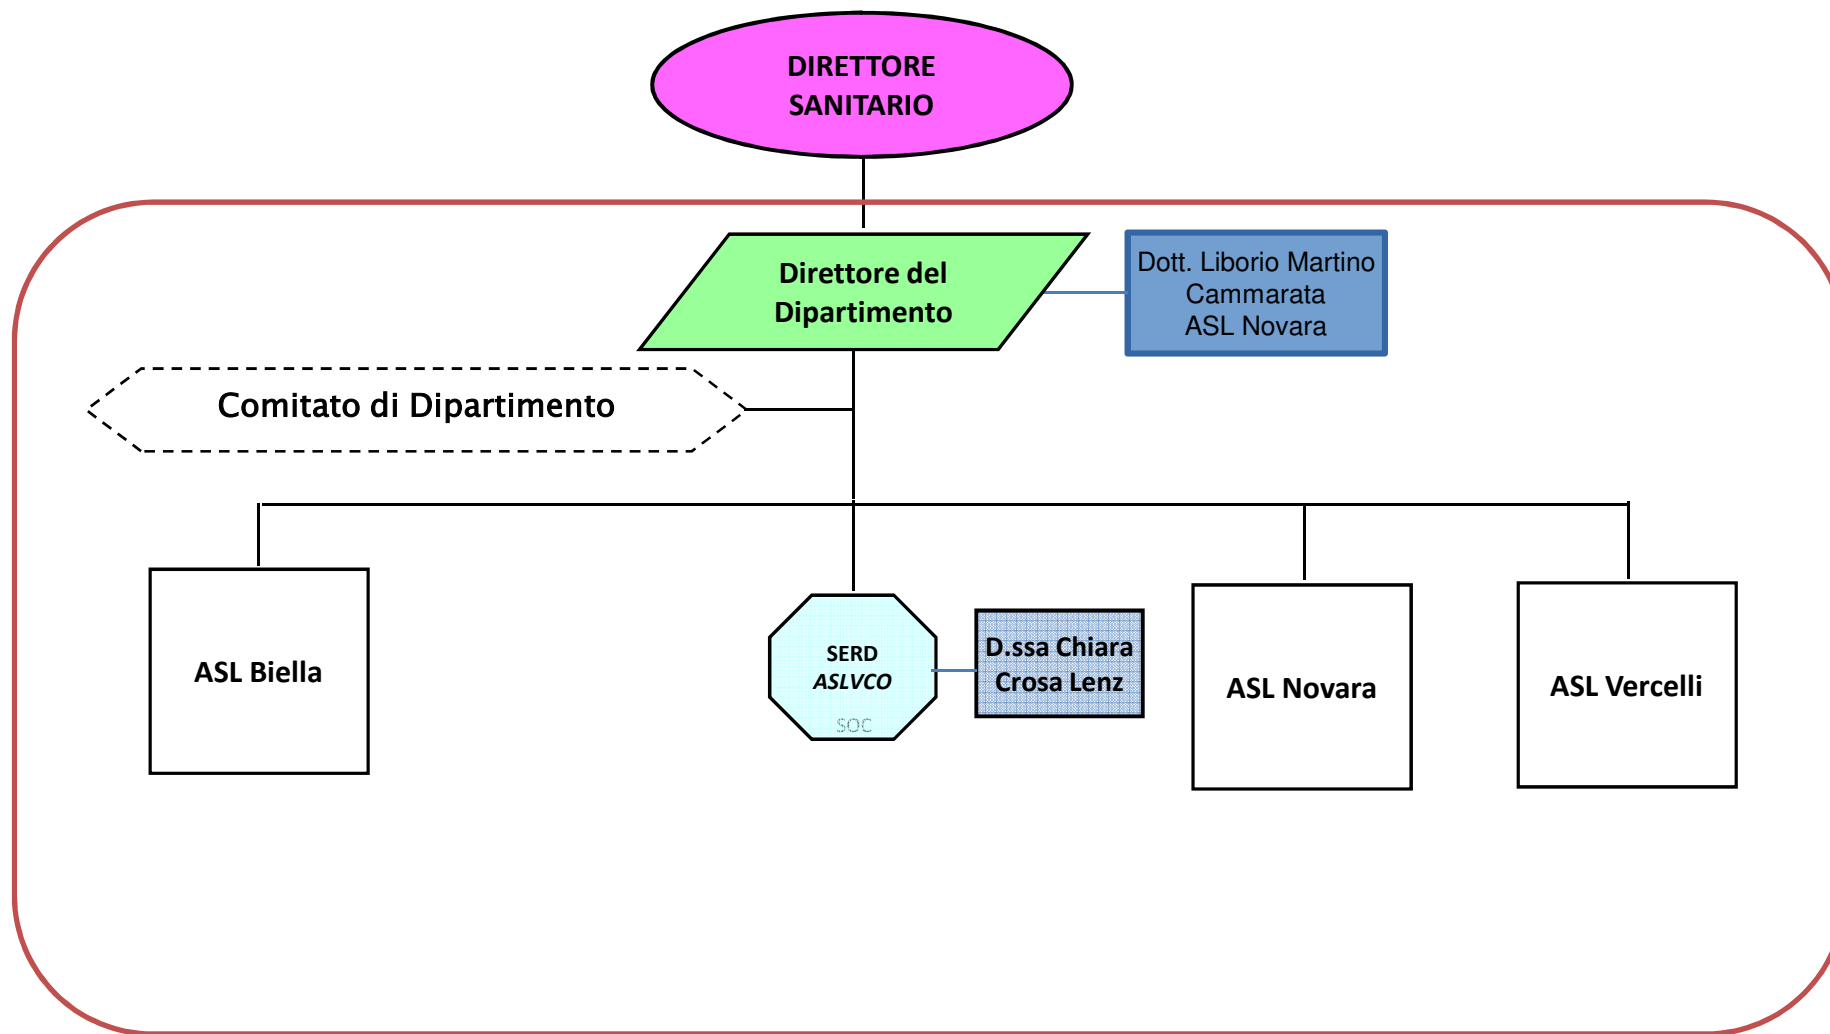 DIRETTORE
SANITARIO
Direttore del
Dipartimento
Dott. Liborio Martino
Cammarata
ASL Novara
Comitato di Dipartimento
ASL Biella
SERD
ASLVCO
SOC
D.ssa Chiara
Crosa Lenz
ASL Novara
ASL Vercelli